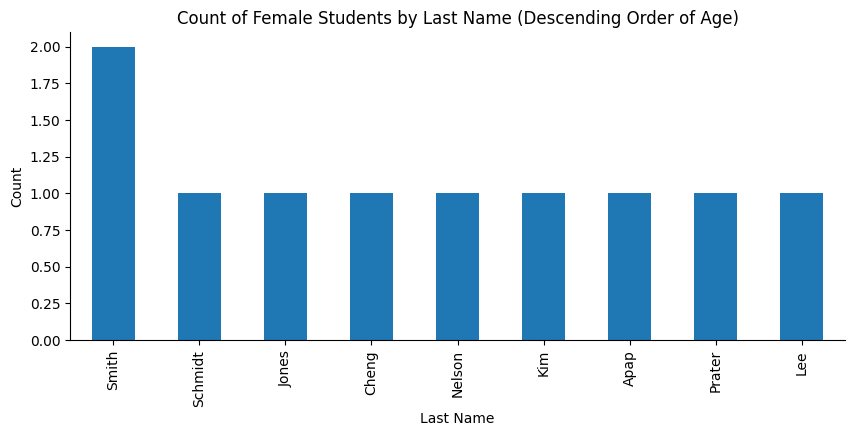 Count of Female Students by Last Name (Descending Order of Age)
2.00
1.75
1.50
1.25
1.00
0.75
0.50
0.25
0.00
Count
Smith
Schmidt
Jones
Cheng
Nelson
Kim
Apap
Prater
Lee
Last Name